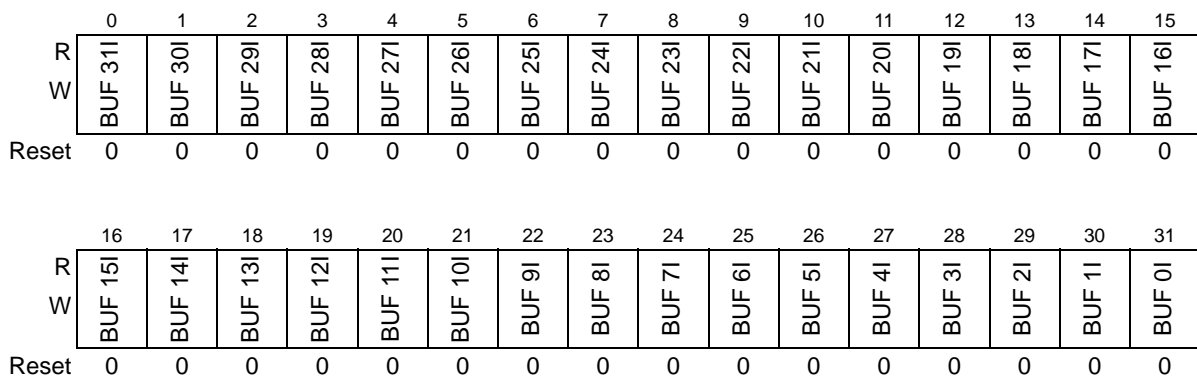 0 1 2 3 4 5 6 7 8 9 10 11 12 13 14 15
R
W
BUF 31I BUF 30I BUF 29I BUF 28I BUF 27I BUF 26I BUF 25I BUF 24I BUF 23I BUF 22I BUF 21I BUF 20I BUF 19I BUF 18I BUF 17I BUF 16I
Reset 0 0 0 0 0 0 0 0 0 0 0 0 0 0 0 0
16 17 18 19 20 21 22 23 24 25 26 27 28 29 30 31
R
W
BUF 15I BUF 14I BUF 13I BUF 12I BUF 11I BUF 10I BUF 9I BUF 8I BUF 7I BUF 6I BUF 5I BUF 4I BUF 3I BUF 2I BUF 1I BUF 0I
Reset 0 0 0 0 0 0 0 0 0 0 0 0 0 0 0 0